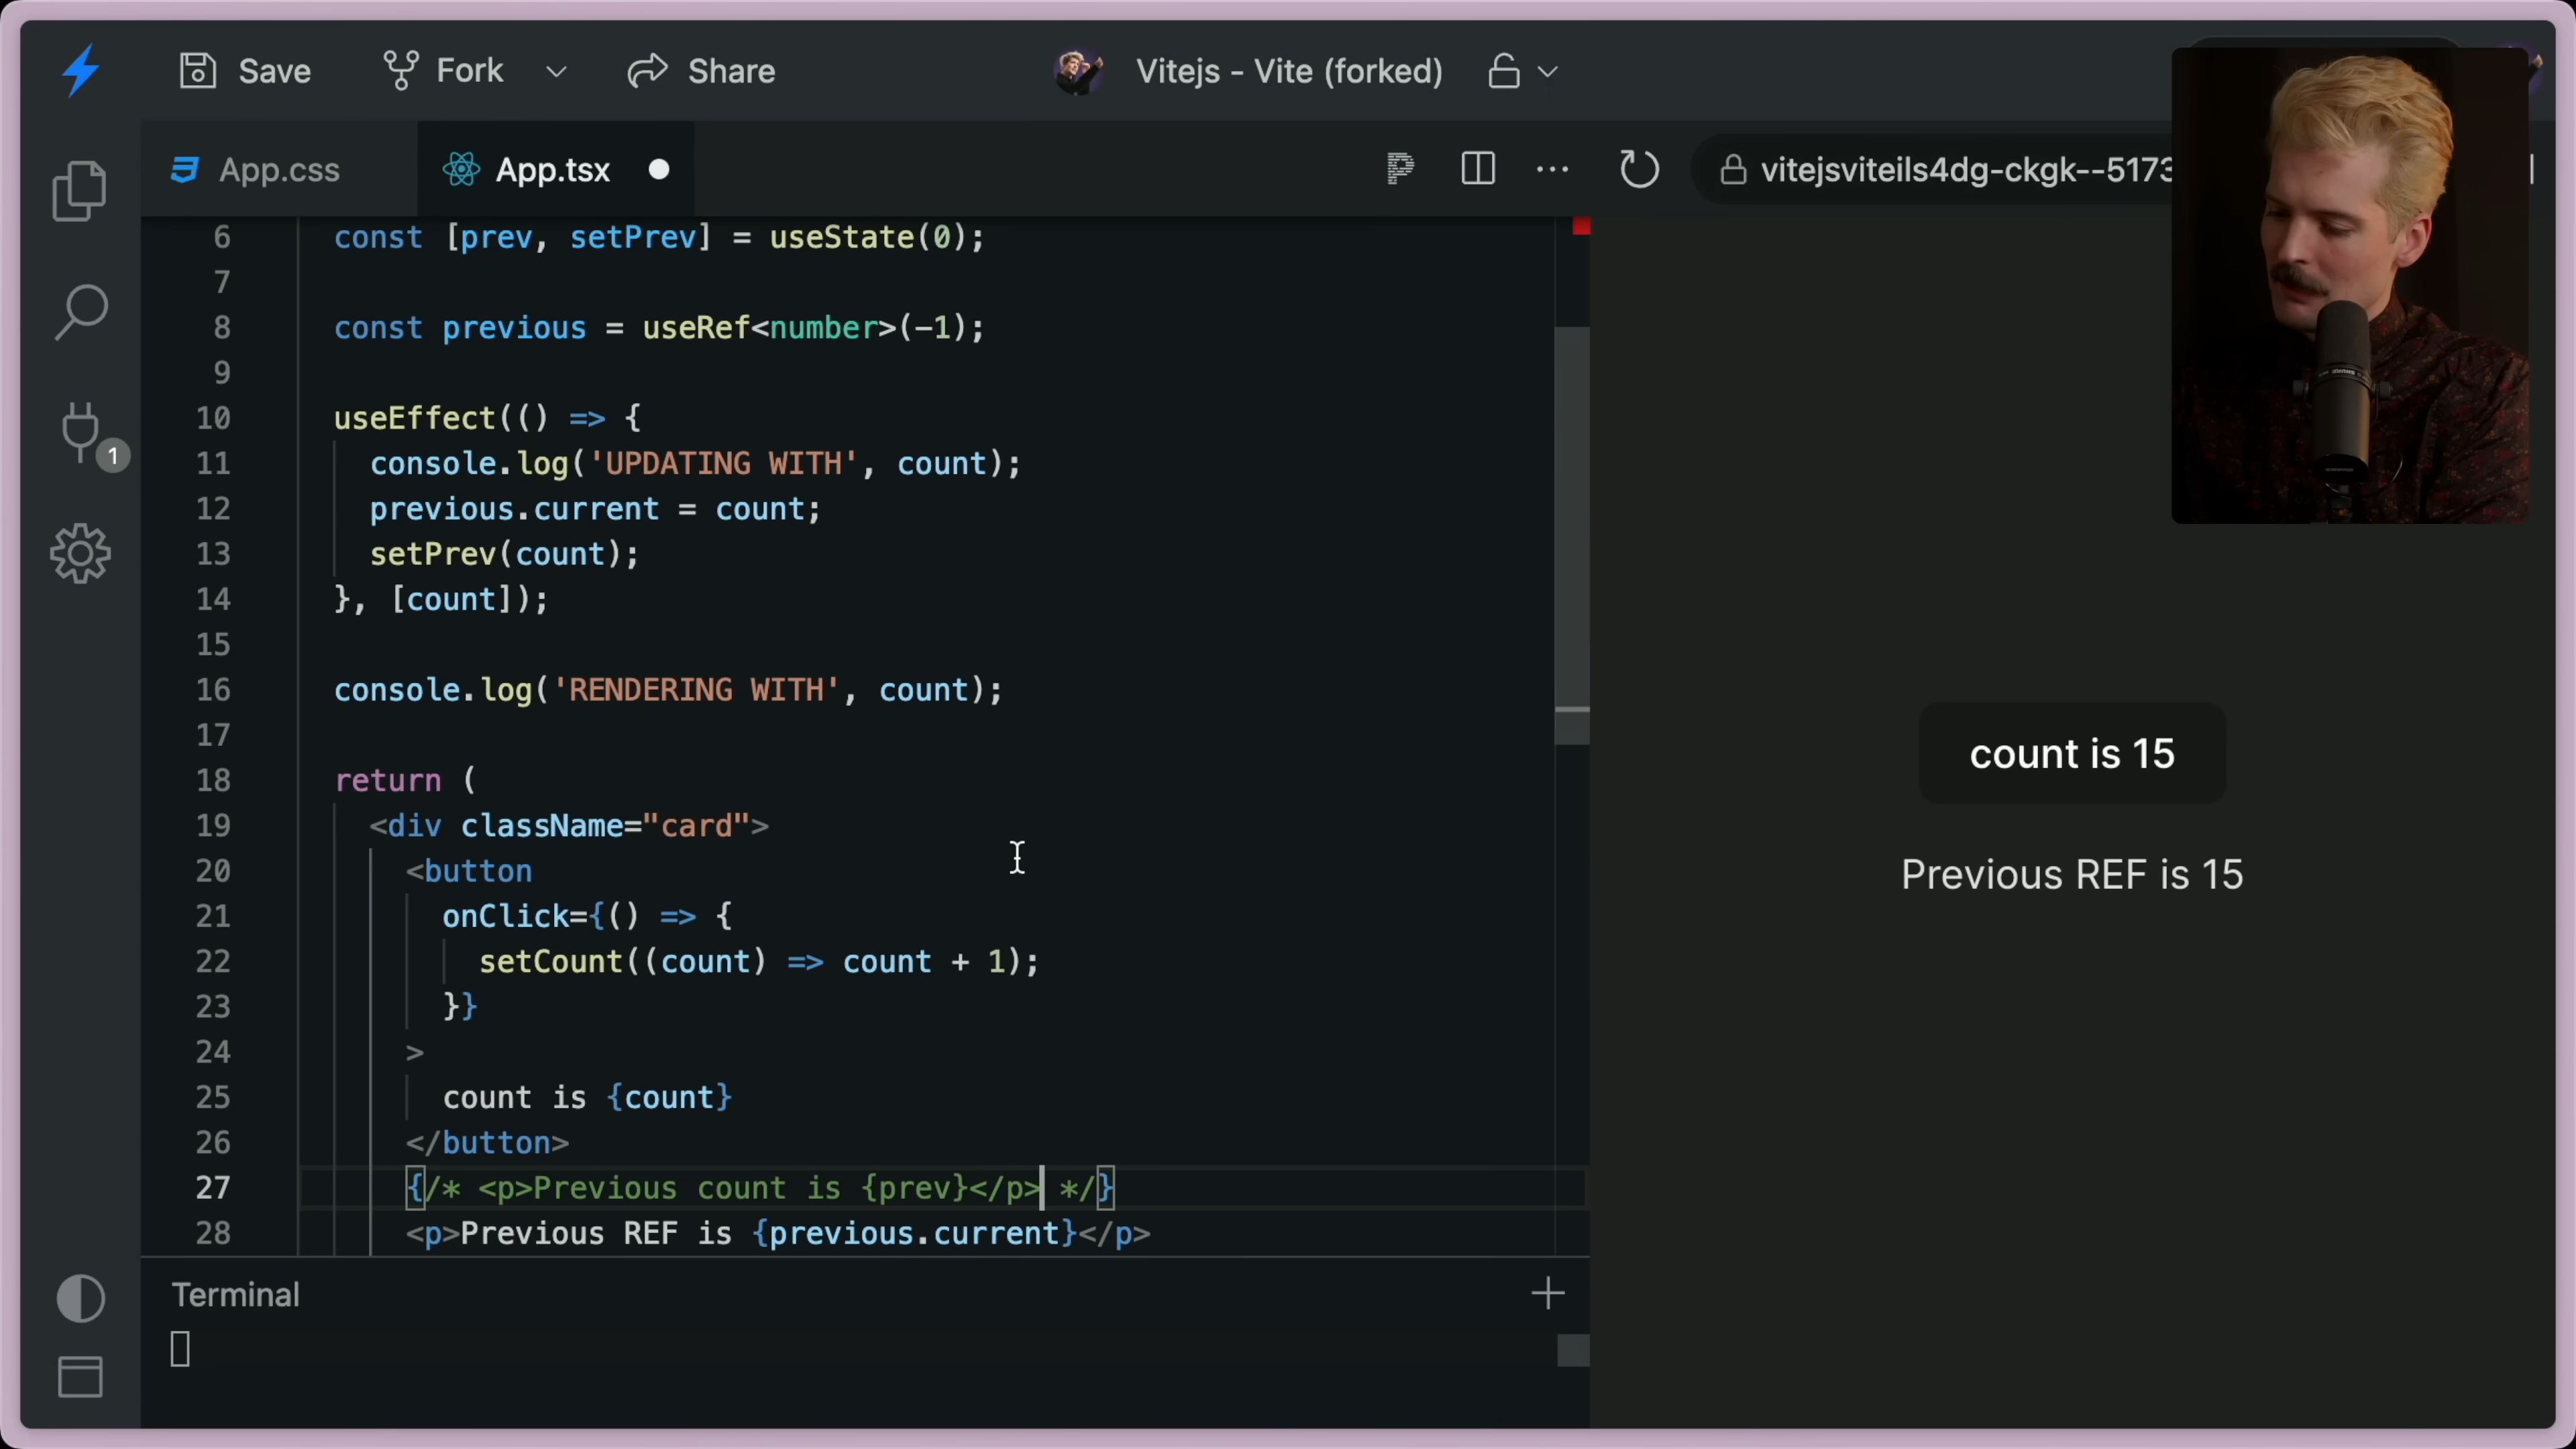 Save
Fork
Share
Vitejs - Vite (forked)
App.css
App.tsx
vitejsviteils4dg-ckgk--5173
1
6 const [prev, setPrev] = useState(0);
7
8 const previous = useRef<number>(-1);
9
10 useEffect(() => {
11 console.log('UPDATING WITH', count);
12 previous.current = count;
13 setPrev(count);
14 }, [count]);
15
16 console.log('RENDERING WITH', count);
17
18 return (
19 <div className="card">
20 <button
21 onClick={() => {
22 setCount((count) => count + 1);
23 }}
24 >
25 count is {count}
26 </button>
27 {/* <p>Previous count is {prev}</p> */}
28 <p>Previous REF is {previous.current}</p>
count is 15
Previous REF is 15
Terminal